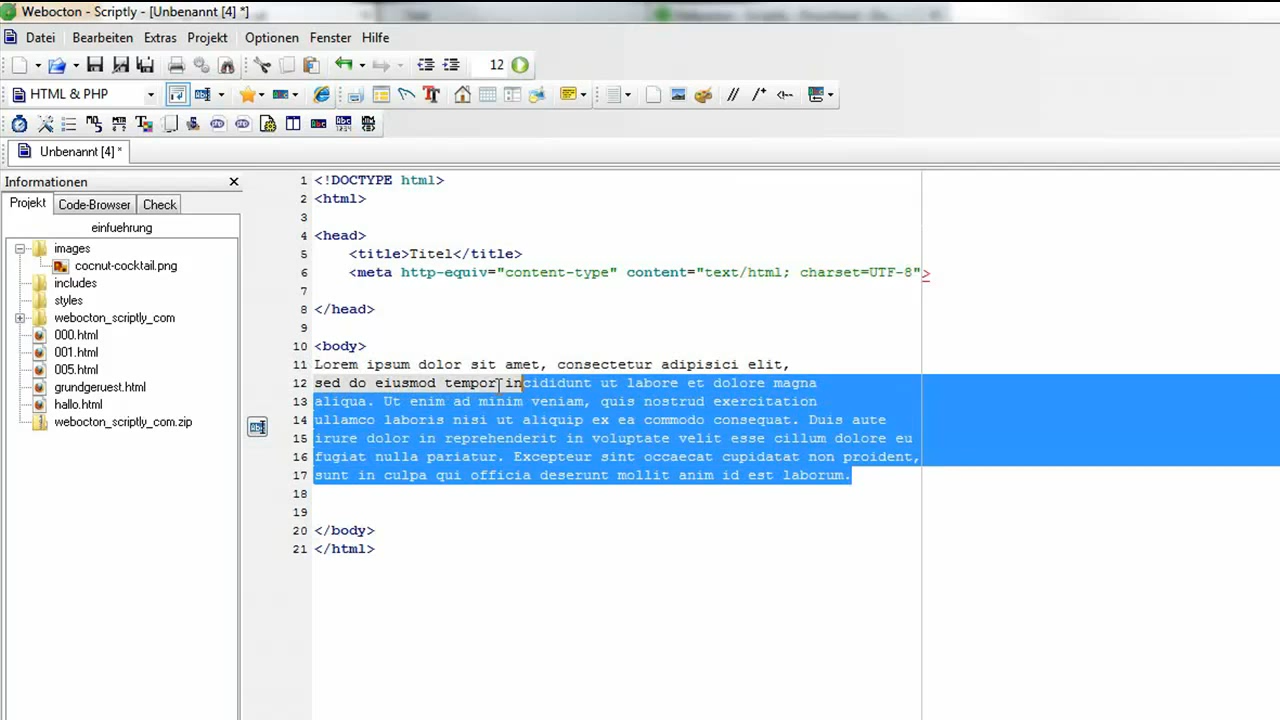 Webocton - Scriptly - [Unbenannt [4] *]
Datei Bearbeiten Extras Projekt Optionen Fenster Hilfe
12
HTML & PHP
Unbenannt [4] *
Informationen
Projekt Code-Browser Check
einfuehrung
images
cocnut-cocktail.png
includes
styles
webocton_scriptly_com
000.html
001.html
005.html
grundgeruest.html
hallo.html
webocton_scriptly_com.zip
1 <!DOCTYPE html>
2 <html>
3
4 <head>
5 <title>Titel</title>
6 <meta http-equiv="content-type" content="text/html; charset=UTF-8">
7
8 </head>
9
10 <body>
11 Lorem ipsum dolor sit amet, consectetur adipisici elit,
12 sed do eiusmod tempor incididunt ut labore et dolore magna
13 aliqua. Ut enim ad minim veniam, quis nostrud exercitation
14 ullamco laboris nisi ut aliquip ex ea commodo consequat. Duis aute
15 irure dolor in reprehenderit in voluptate velit esse cillum dolore eu
16 fugiat nulla pariatur. Excepteur sint occaecat cupidatat non proident,
17 sunt in culpa qui officia deserunt mollit anim id est laborum.
18
19
20 </body>
21 </html>